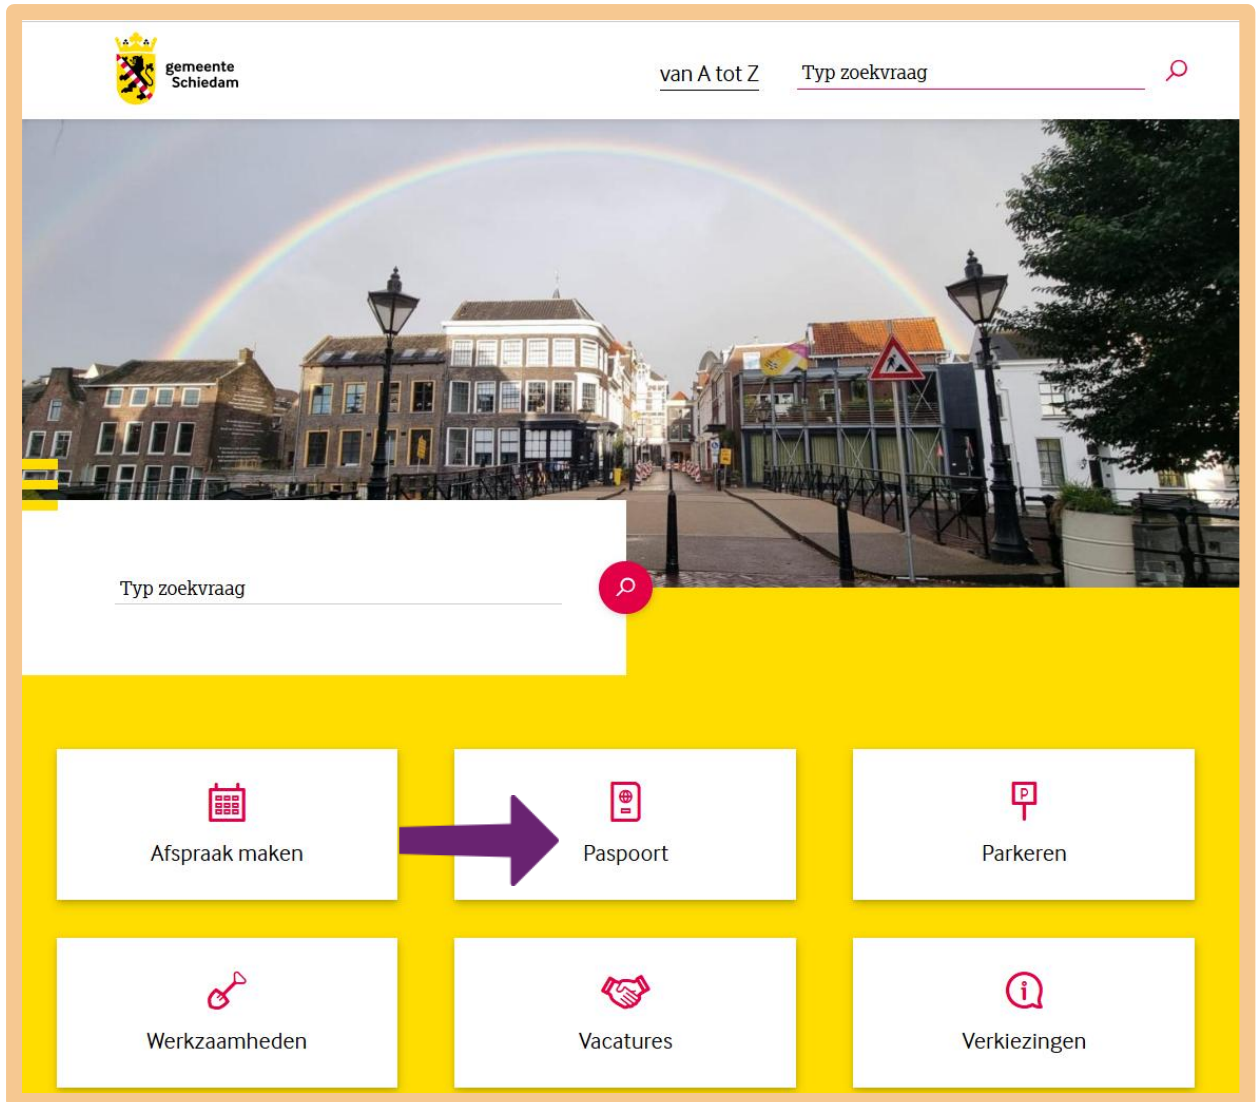 gemeente
Schiedam
van A tot Z
Typ zoekvraag
Typ zoekvraag
Afspraak maken
P
Paspoort
Parkeren
Werkzaamheden
Vacatures
Verkiezingen